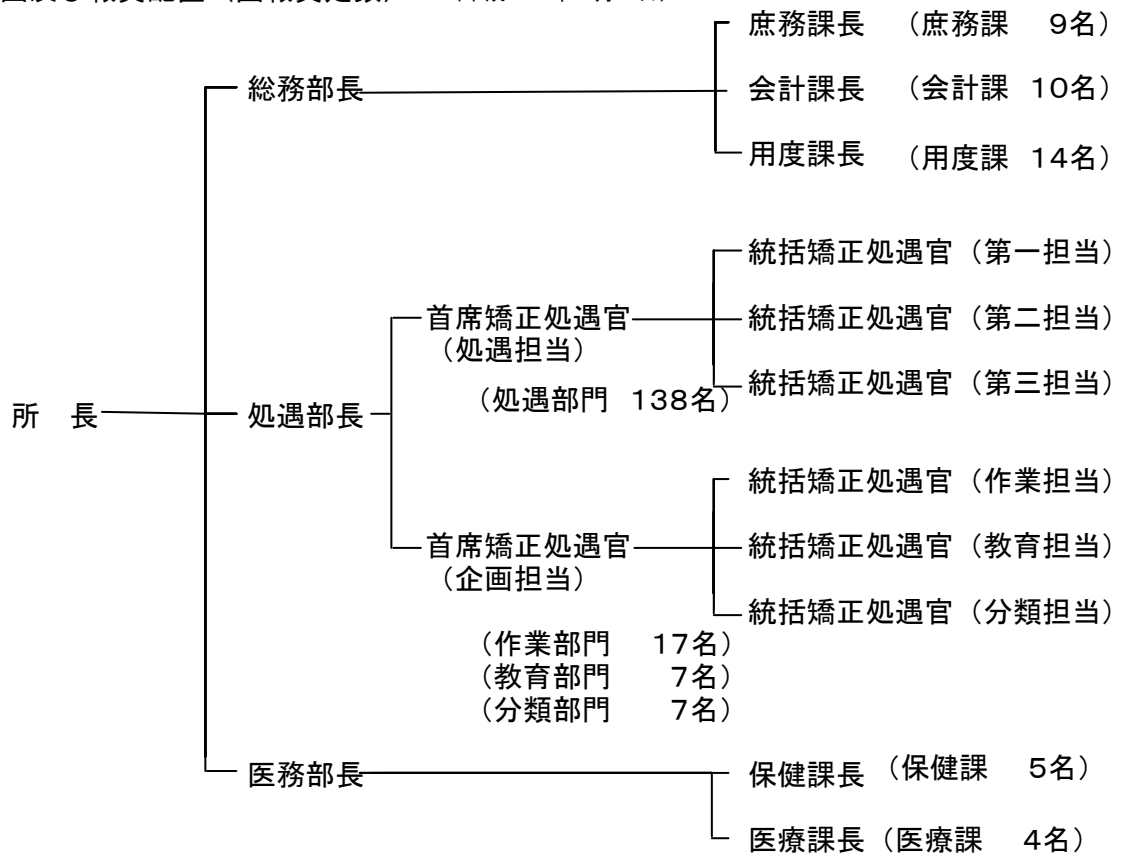 庶務課長 (庶務課 9名)
総務部長 会計課長 (会計課 10名)
用度課長 (用度課 14名)
統括矯正処遇官(第一担当)
首席矯正処遇官 統括矯正処遇官(第二担当)
(処遇担当)
統括矯正処遇官(第三担当)
(処遇部門 138名)
所 長 処遇部長
統括矯正処遇官(作業担当)
首席矯正処遇官 統括矯正処遇官(教育担当)
(企画担当)
統括矯正処遇官(分類担当)
(作業部門 17名)
(教育部門 7名)
(分類部門 7名)
医務部長 保健課長 (保健課 5名)
医療課長 (医療課 4名)